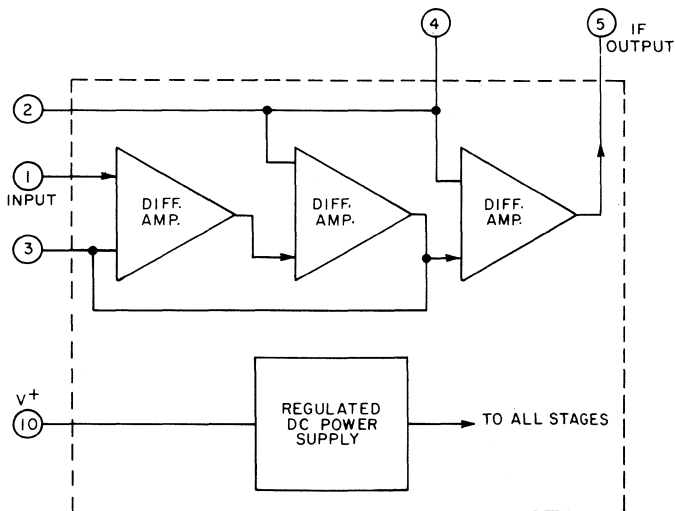 4
5
IF
OUTPUT
2
1
INPUT
DIFF.
AMP.
DIFF.
AMP.
DIFF.
AMP.
3
V+
10
REGULATED
DC POWER
SUPPLY
TO ALL STAGES